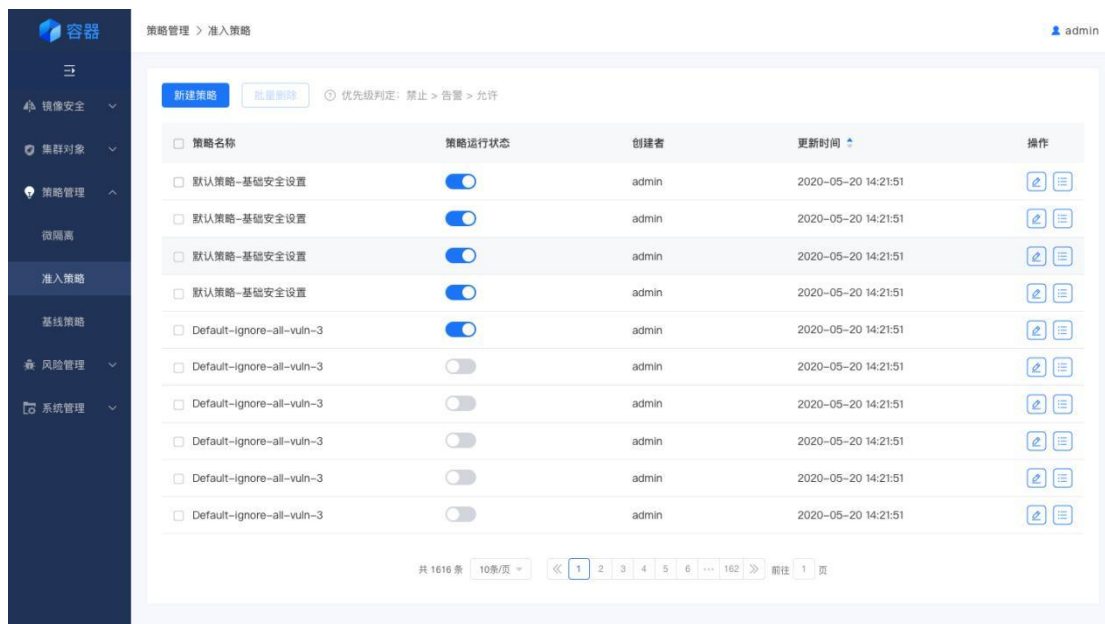 容器
策略管理 > 准入策略
admin
镜像安全
集群对象
策略管理
微隔离
准入策略
基线策略
风险管理
系统管理
新建策略 批量删除 优先级判定：禁止 > 告警 > 允许
策略名称 策略运行状态 创建者 更新时间 操作
默认策略-基础安全设置 admin 2020-05-20 14:21:51
默认策略-基础安全设置 admin 2020-05-20 14:21:51
默认策略-基础安全设置 admin 2020-05-20 14:21:51
默认策略-基础安全设置 admin 2020-05-20 14:21:51
Default-ignore-all-vuln-3 admin 2020-05-20 14:21:51
Default-ignore-all-vuln-3 admin 2020-05-20 14:21:51
Default-ignore-all-vuln-3 admin 2020-05-20 14:21:51
Default-ignore-all-vuln-3 admin 2020-05-20 14:21:51
Default-ignore-all-vuln-3 admin 2020-05-20 14:21:51
Default-ignore-all-vuln-3 admin 2020-05-20 14:21:51
共 1616 条 10条/页 1 2 3 4 5 6 ··· 162 前往 1 页